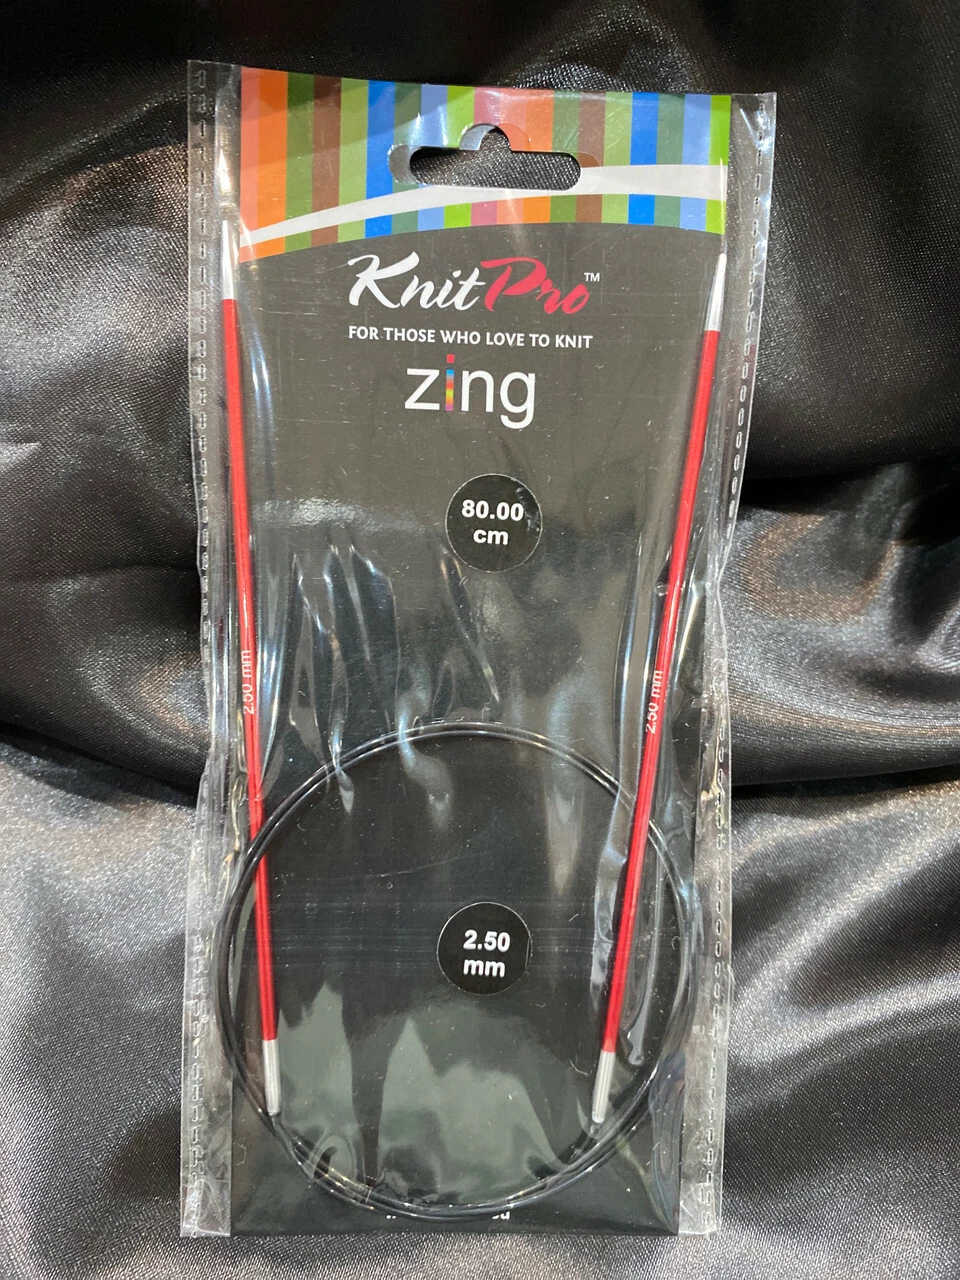 KnitPro™
FOR THOSE WHO LOVE TO KNIT
zing
80.00
cm
2.50 mm
2.50 mm
2.50
mm